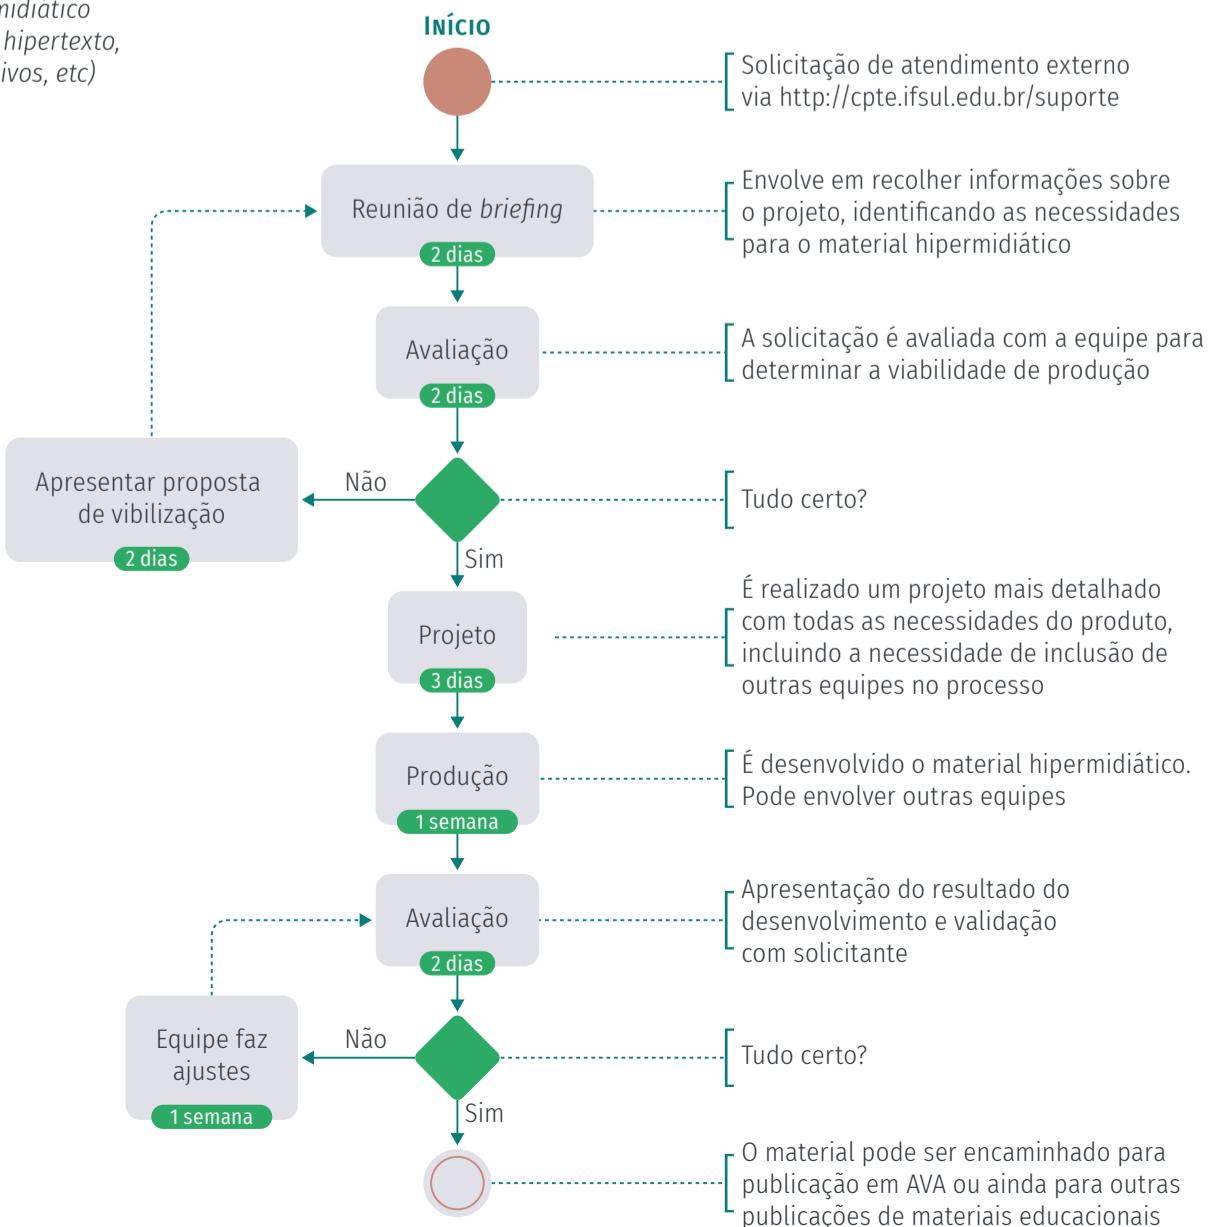 hipertexto,
etc)
INÍCIO
Solicitação de atendimento externo
via http://cpte.ifsul.edu.br/suporte
Reunião de briefing
2 dias
Envolve em recolher informações sobre
o projeto, identificando as necessidades
para o material hipermidiático
Avaliação
2 dias
A solicitação é avaliada com a equipe para
determinar a viabilidade de produção
Apresentar proposta
de vibilização
2 dias
Não
Tudo certo?
Sim
Projeto
3 dias
É realizado um projeto mais detalhado
com todas as necessidades do produto,
incluindo a necessidade de inclusão de
outras equipes no processo
Produção
1 semana
É desenvolvido o material hipermidiático.
Pode envolver outras equipes
Avaliação
2 dias
Apresentação do resultado do
desenvolvimento e validação
com solicitante
Equipe faz
ajustes
1 semana
Não
Tudo certo?
Sim
O material pode ser encaminhado para
publicação em AVA ou ainda para outras
publicações de materiais educacionais